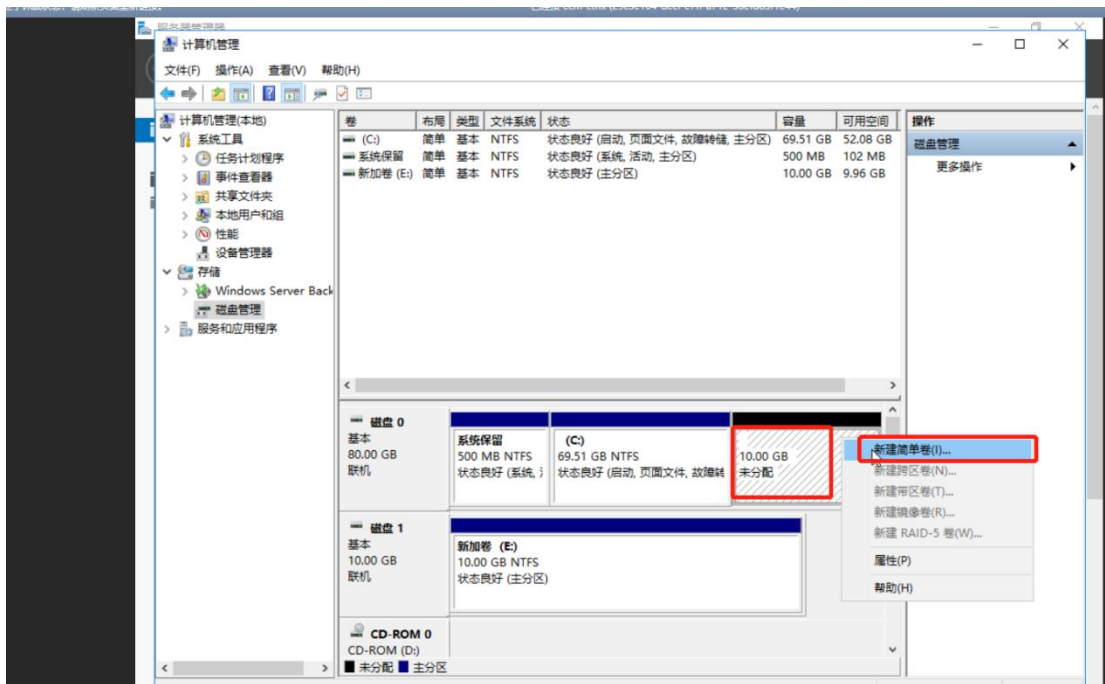 服务器管理器
计算机管理
文件(F) 操作(A) 查看(V) 帮助(H)
计算机管理(本地)
系统工具
任务计划程序
事件查看器
共享文件夹
本地用户和组
性能
设备管理器
存储
Windows Server Back
磁盘管理
服务和应用程序
卷 布局 类型 文件系统 状态 容量 可用空间
(C:) 简单 基本 NTFS 状态良好 (启动, 页面文件, 故障转储, 主分区) 69.51 GB 52.08 GB
系统保留 简单 基本 NTFS 状态良好 (系统, 活动, 主分区) 500 MB 102 MB
新加卷 (E:) 简单 基本 NTFS 状态良好 (主分区) 10.00 GB 9.96 GB
操作
磁盘管理
更多操作
磁盘 0
基本
80.00 GB
联机
系统保留
500 MB NTFS
状态良好 (系统,
(C:)
69.51 GB NTFS
状态良好 (启动, 页面文件, 故障转
10.00 GB
未分配
新建简单卷(I)...
新建跨区卷(N)...
新建带区卷(T)...
新建镜像卷(R)...
新建 RAID-5 卷(W)...
属性(P)
帮助(H)
磁盘 1
基本
10.00 GB
联机
新加卷 (E:)
10.00 GB NTFS
状态良好 (主分区)
CD-ROM 0
CD-ROM (D:)
未分配 主分区